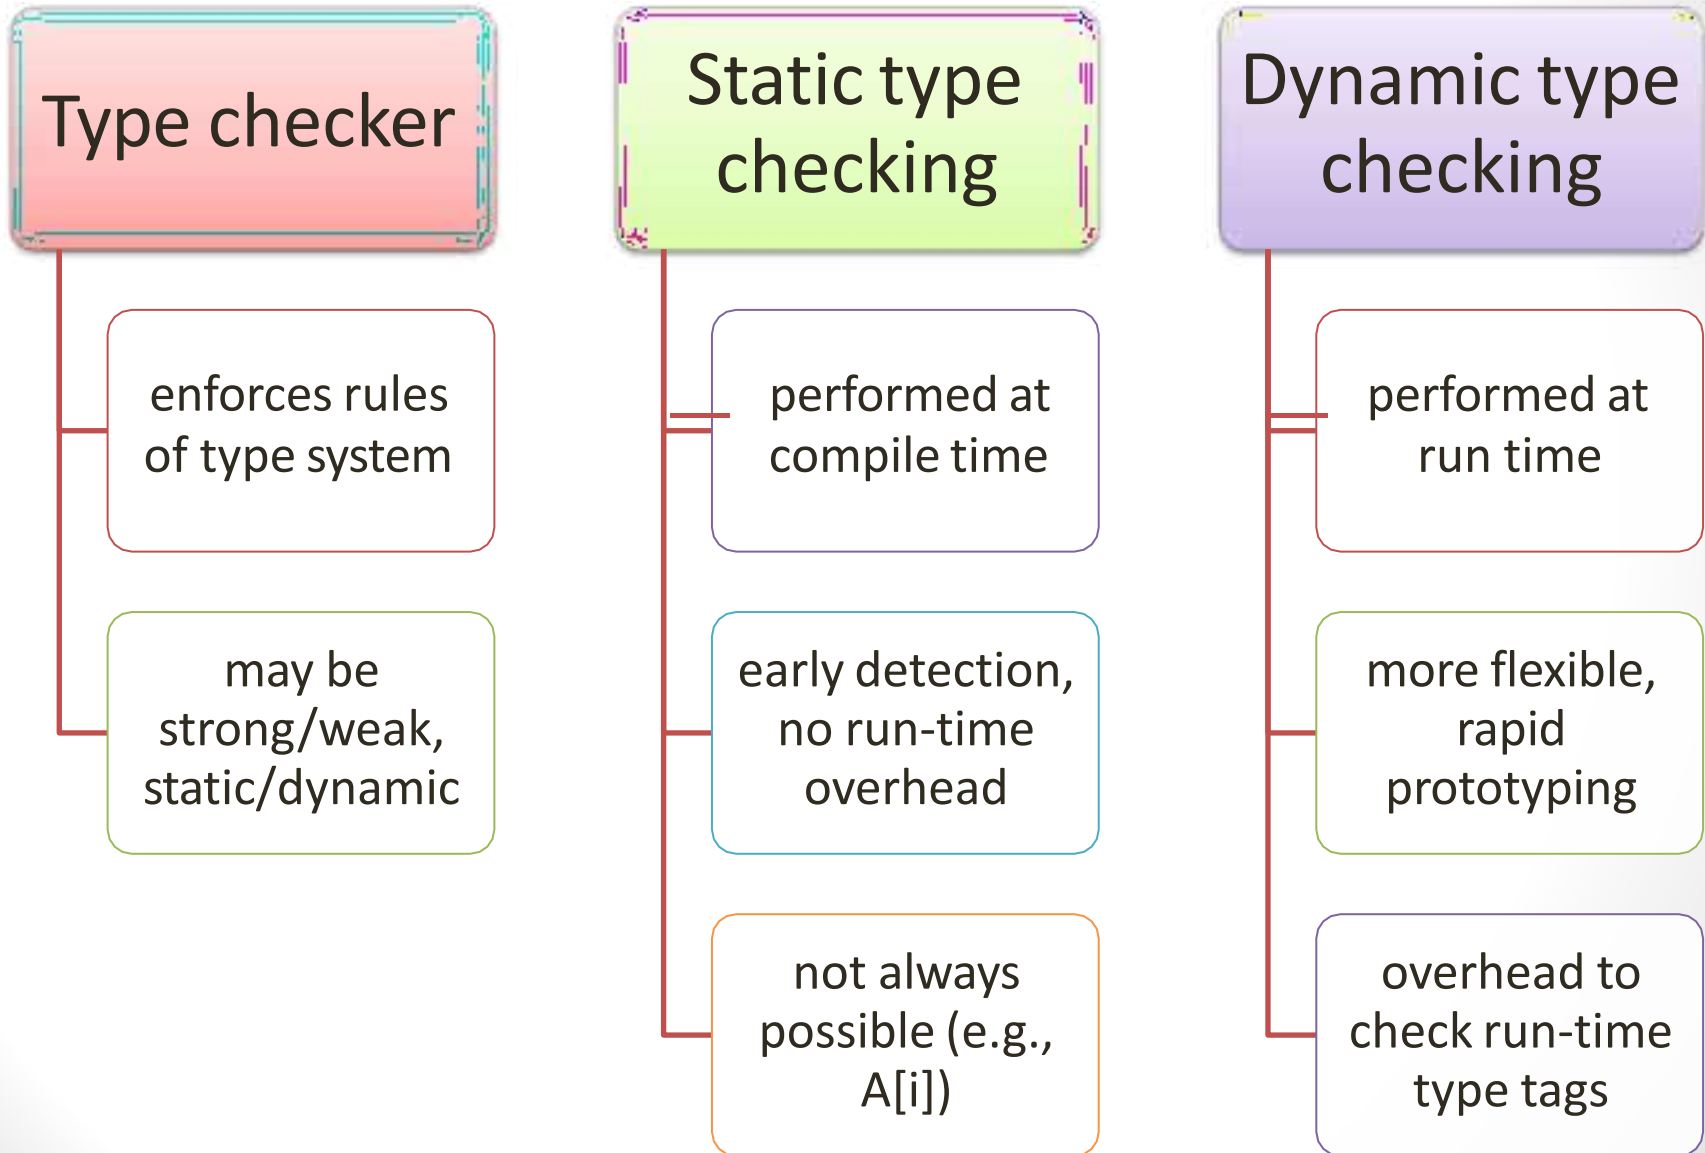 Type checker
enforces rules
of type system
may be
strong/weak,
static/dynamic
Static type
checking
performed at
compile time
early detection,
no run-time
overhead
not always
possible (e.g.,
A[i])
Dynamic type
checking
performed at
run time
more flexible,
rapid
prototyping
overhead to
check run-time
type tags